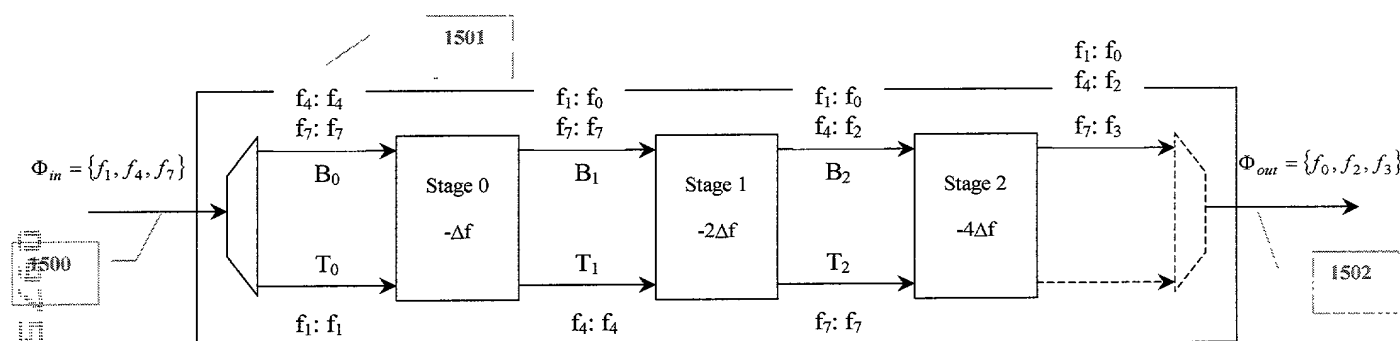 1501
f₁: f₀
f₄: f₂
f₇: f₃
f₄: f₄
f₇: f₇
f₁: f₀
f₇: f₇
f₁: f₀
f₄: f₂
Φin = {f₁, f₄, f₇}
B₀
Stage 0
-Δf
B₁
Stage 1
-2Δf
B₂
Stage 2
-4Δf
Φout = {f₀, f₂, f₃}
1500
T₀
T₁
T₂
1502
f₁: f₁
f₄: f₄
f₇: f₇